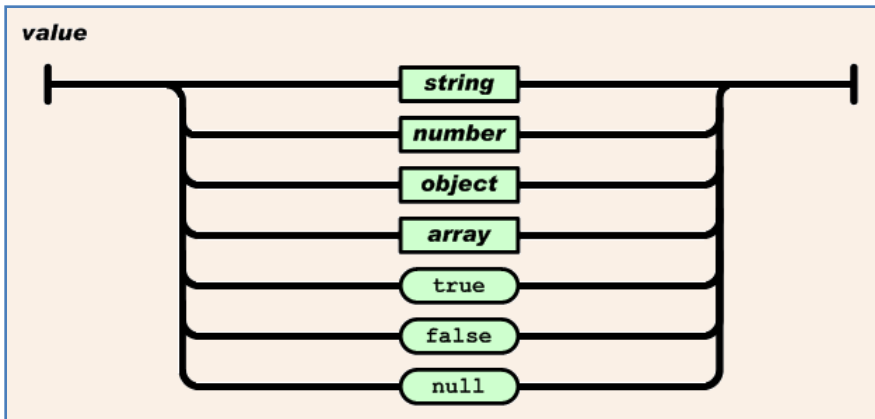 value
string
number
object
array
true
false
null